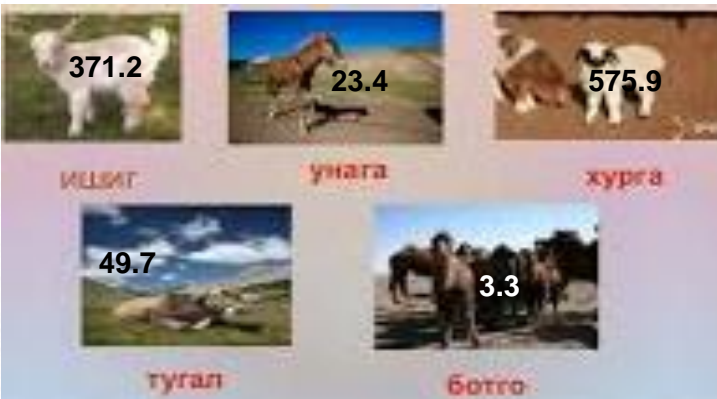 371.2
23.4
575.9
ишиг
унага
хурга
49.7
3.3
тугал
ботго